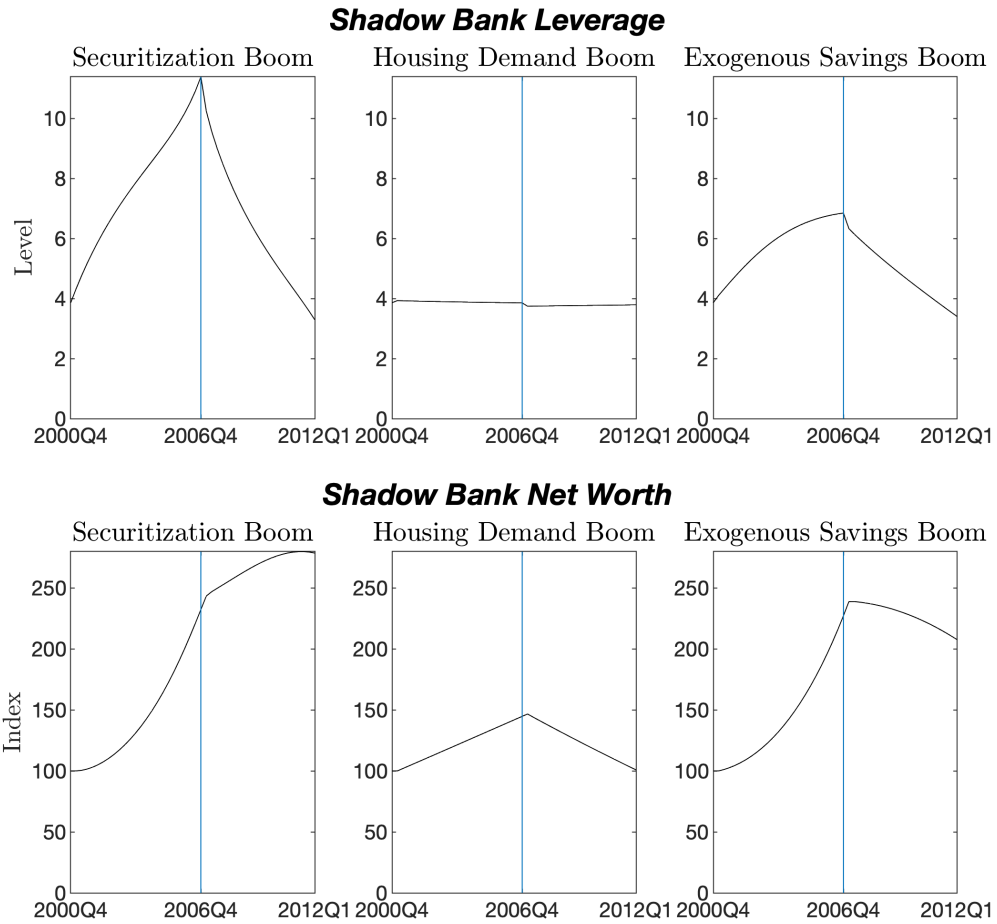 Shadow Bank Leverage
Securitization Boom Housing Demand Boom Exogenous Savings Boom
10 10 10
8 8 8
Level
6 6 6
4 4 4
2 2 2
0 0 0
2000Q4 2006Q4 2012Q1 2000Q4 2006Q4 2012Q1 2000Q4 2006Q4 2012Q1
Shadow Bank Net Worth
Securitization Boom Housing Demand Boom Exogenous Savings Boom
250 250 250
200 200 200
Index
150 150 150
100 100 100
50 50 50
0 0 0
2000Q4 2006Q4 2012Q1 2000Q4 2006Q4 2012Q1 2000Q4 2006Q4 2012Q1